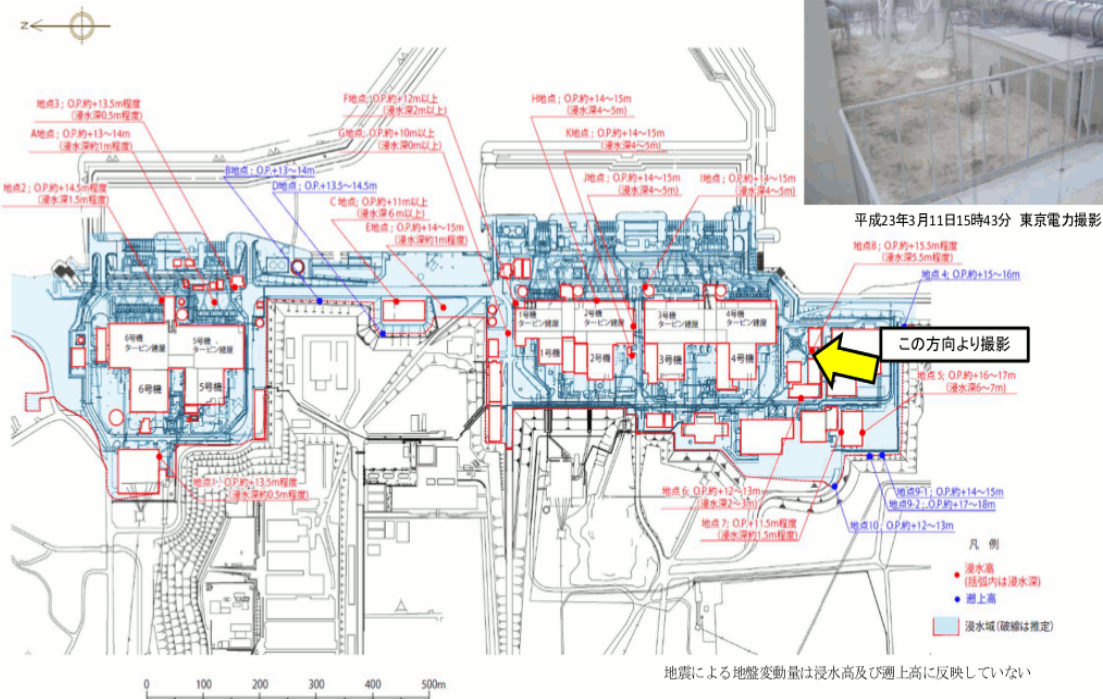 Z
平成23年3月11日15時43分 東京電力撮影
地点3；O.P.約+13.5m程度
(浸水深0.5m程度)
A地点；O.P.約+13～14m
(浸水深約1m程度)
地点2；O.P.+14.5m程度
(浸水深1.5m程度)
B地点；O.P.+13～14m
D地点；O.P.+13.5～14.5m
F地点；O.P.約+12m以上
(浸水深2m以上)
G地点；O.P.約+10m以上
(浸水深0m以上)
C 地点；O.P.約+11m以上
(浸水深６m以上)
E地点；O.P.約+14～15m
(浸水深約1m程度)
H地点；O.P.約+14～15m
(浸水深4～5m)
K地点；O.P.約+14～15m
(浸水深4～5m)
J地点；O.P.約+14～15m
(浸水深4～5m)
I地点；O.P.約+14～15m
(浸水深4～5m)
地点8；O.P.約+15.5m程度
(浸水深5.5m程度)
地点 4；O.P.約+15～16m
この方向より撮影
地点 5；O.P.約+16～17m
(浸水深6～7m)
6号機
タービン建屋
5号機
タービン建屋
6号機
5号機
1号機
タービン建屋
2号機
タービン建屋
3号機
タービン建屋
4号機
タービン建屋
1号機
2号機
3号機
4号機
地点1；O.P.約+13.5m程度
(浸水深約0.5m程度)
地点 6；O.P.約+12～13m
(浸水深2～3m)
地点 7；O.P.+11.5m程度
(浸水深約1.5m程度)
地点9-1；O.P.約+14～15m
地点9-2；O.P.約+17～18m
地点10；O.P.約+12～13m
凡 例
浸水高
(括弧内は浸水深)
遡上高
浸水域(破線は推定)
地震による地盤変動量は浸水高及び遡上高に反映していない
0 100 200 300 400 500m